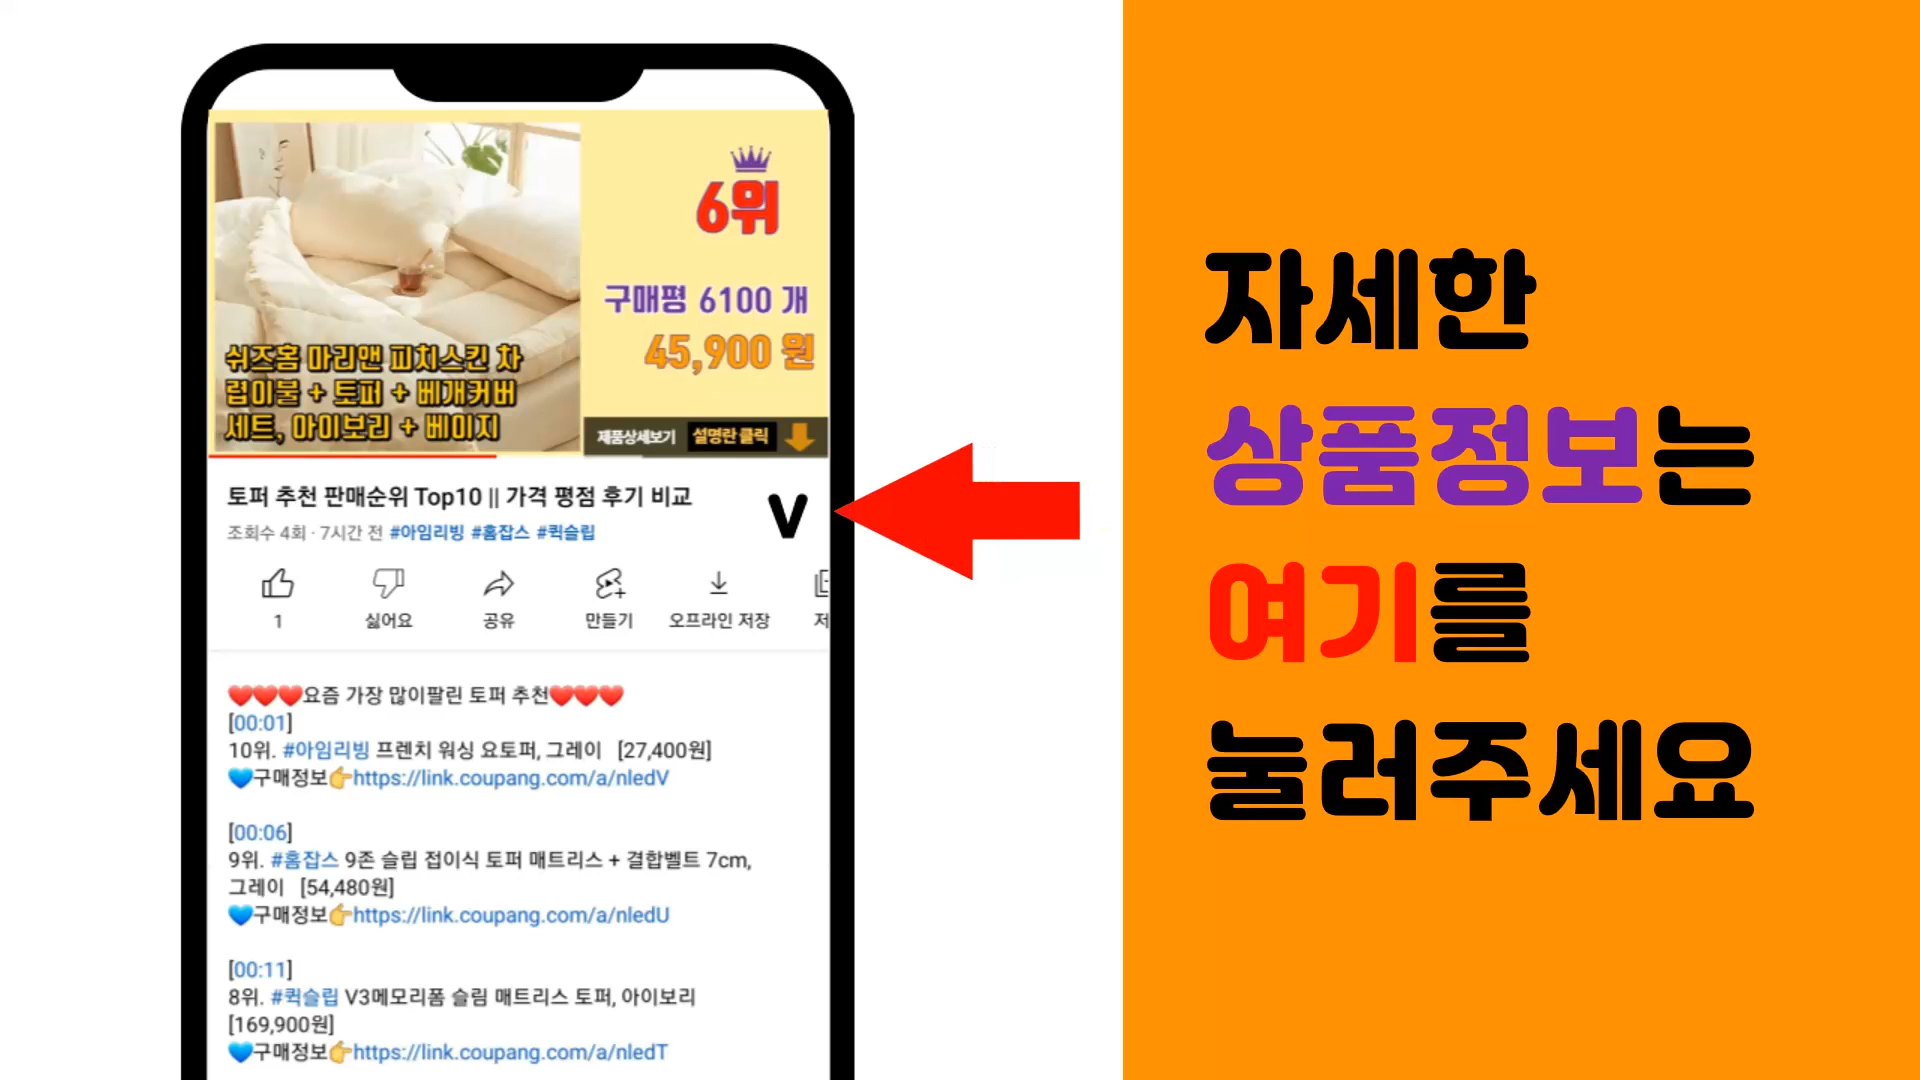 6위
구매평 6100 개
45,900 원
쉬즈홈 마리앤 피치스킨 차
렵이불 + 토퍼 + 베개커버
세트, 아이보리 + 베이지
제품상세보기 설명란 클릭
토퍼 추천 판매순위 Top10 || 가격 평점 후기 비교
V
조회수 4회 · 7시간 전 #아임리빙 #홈잡스 #퀵슬립
1 싫어요 공유 만들기 오프라인 저장 저
❤️❤️❤️요즘 가장 많이팔린 토퍼 추천❤️❤️❤️
[00:01]
10위. #아임리빙 프렌치 워싱 요토퍼, 그레이 [27,400원]
💙구매정보👉https://link.coupang.com/a/nledV
[00:06]
9위. #홈잡스 9존 슬립 접이식 토퍼 매트리스 + 결합벨트 7cm,
그레이 [54,480원]
💙구매정보👉https://link.coupang.com/a/nledU
[00:11]
8위. #퀵슬립 V3메모리폼 슬림 매트리스 토퍼, 아이보리
[169,900원]
💙구매정보👉https://link.coupang.com/a/nledT
자세한
상품정보는
여기를
눌러주세요